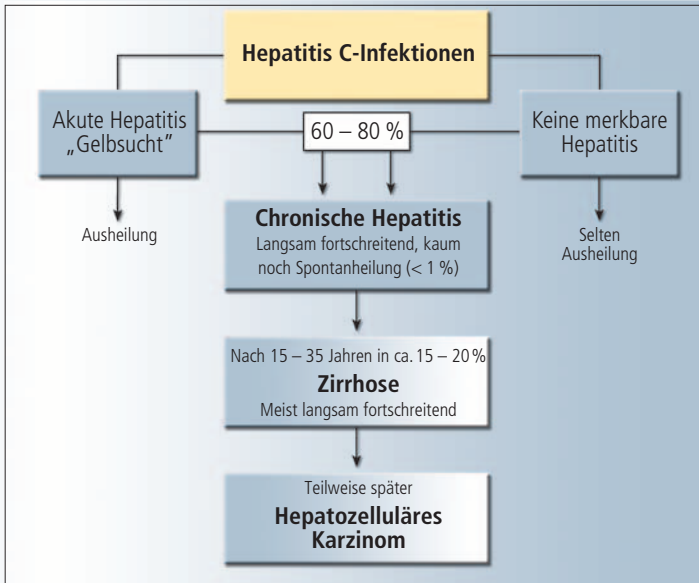 Hepatitis C-Infektionen
Akute Hepatitis
„Gelbsucht”
60 – 80 %
Keine merkbare
Hepatitis
Ausheilung
Chronische Hepatitis
Langsam fortschreitend, kaum
noch Spontanheilung (< 1 %)
Selten
Ausheilung
Nach 15 – 35 Jahren in ca. 15 – 20 %
Zirrhose
Meist langsam fortschreitend
Teilweise später
Hepatozelluläres
Karzinom